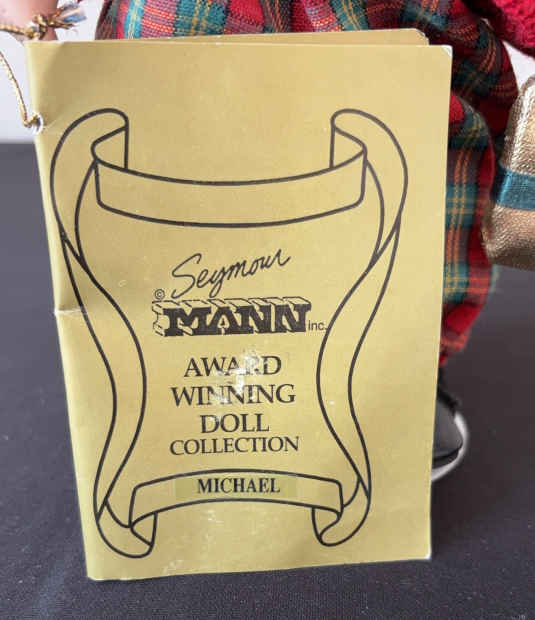 Seymour
© MANN inc.
AWARD
WINNING
DOLL
COLLECTION
MICHAEL